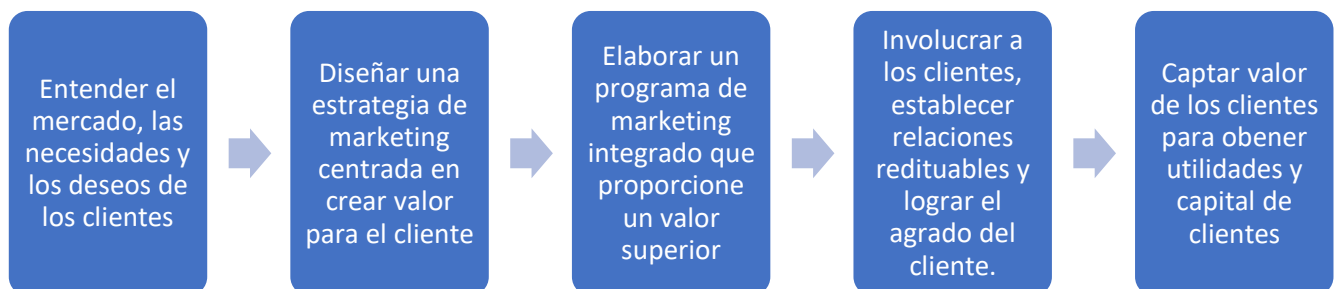 Entender el
mercado, las
necesidades y
los deseos de
los clientes
Diseñar una
estrategia de
marketing
centrada en
crear valor
para el cliente
Elaborar un
programa de
marketing
integrado que
proporcione
un valor
superior
Involucrar a
los clientes,
establecer
relaciones
redituables y
lograr el
agrado del
cliente.
Captar valor
de los clientes
para obener
utilidades y
capital de
clientes